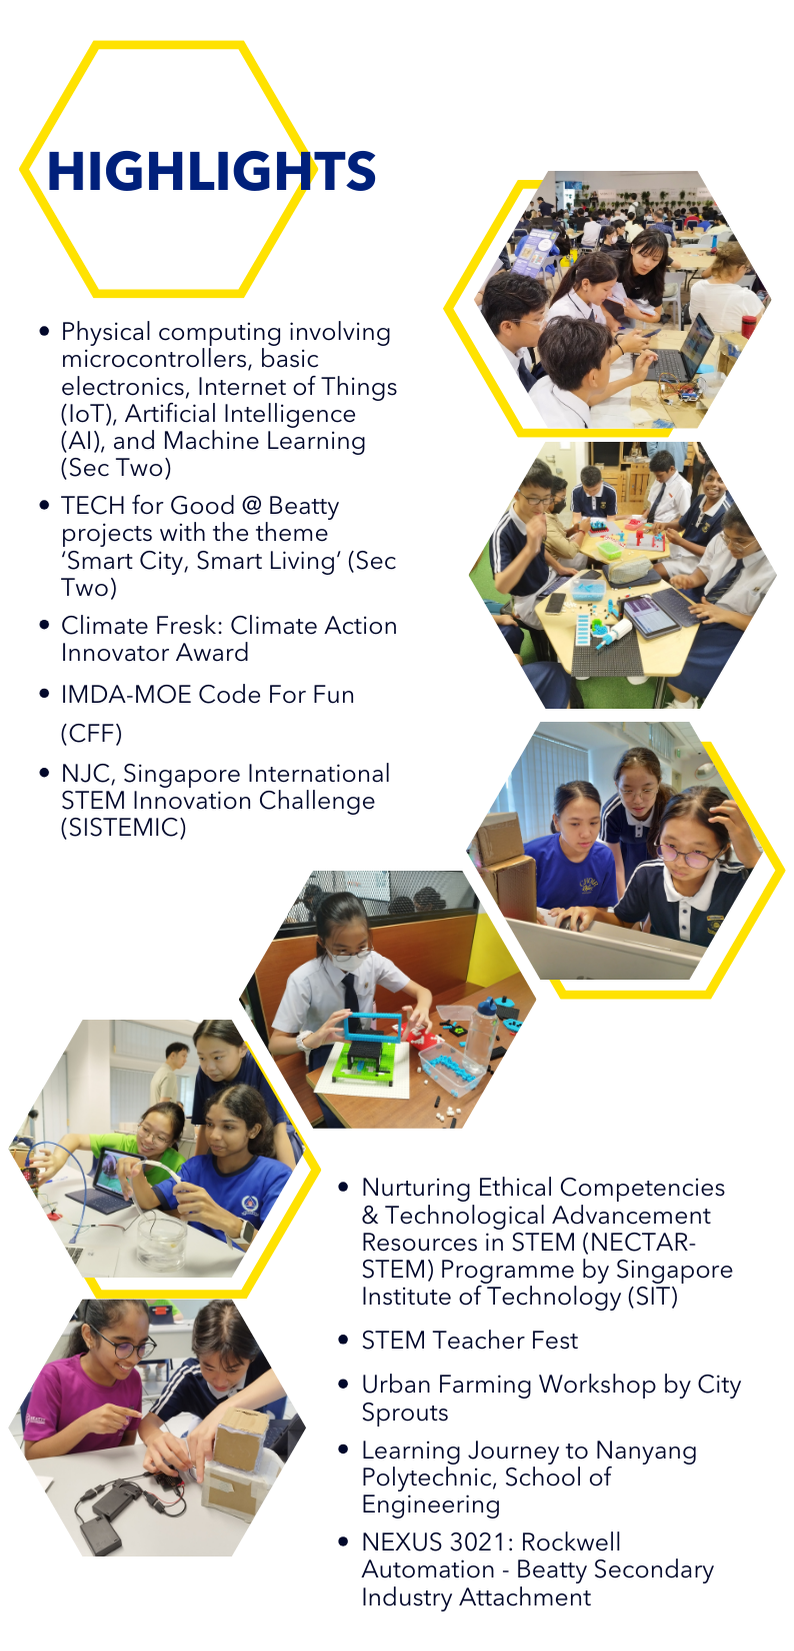 HIGHLIGHTS
• Physical computing involving
microcontrollers, basic
electronics, Internet of Things
(IoT), Artificial Intelligence
(AI), and Machine Learning
(Sec Two)
• TECH for Good @ Beatty
projects with the theme
‘Smart City, Smart Living’ (Sec
Two)
• Climate Fresk: Climate Action
Innovator Award
• IMDA-MOE Code For Fun
(CFF)
• NJC, Singapore International
STEM Innovation Challenge
(SISTEMIC)
• Nurturing Ethical Competencies
& Technological Advancement
Resources in STEM (NECTAR-
STEM) Programme by Singapore
Institute of Technology (SIT)
• STEM Teacher Fest
• Urban Farming Workshop by City
Sprouts
• Learning Journey to Nanyang
Polytechnic, School of
Engineering
• NEXUS 3021: Rockwell
Automation - Beatty Secondary
Industry Attachment